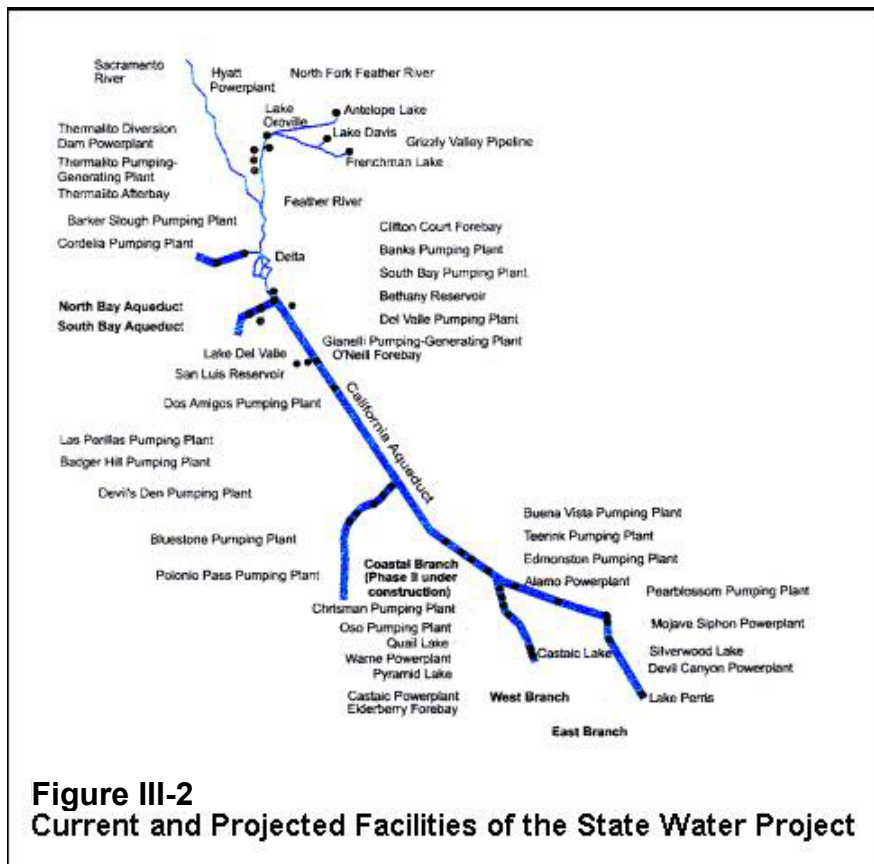 Sacramento
River
Hyatt
Powerplant
North Fork Feather River
Lake
Oroville
Antelope Lake
Lake Davis
Grizzly Valley Pipeline
Frenchman Lake
Thermalito Diversion
Dam Powerplant
Thermalito Pumping-
Generating Plant
Thermalito Afterbay
Feather River
Barker Slough Pumping Plant
Cordelia Pumping Plant
Delta
Clifton Court Forebay
Banks Pumping Plant
South Bay Pumping Plant
Bethany Reservoir
Del Valle Pumping Plant
North Bay Aqueduct
South Bay Aqueduct
Gianelli Pumping-Generating Plant
O'Neill Forebay
Lake Del Valle
San Luis Reservoir
Dos Amigos Pumping Plant
California Aqueduct
Las Perillas Pumping Plant
Badger Hill Pumping Plant
Devil's Den Pumping Plant
Bluestone Pumping Plant
Polonio Pass Pumping Plant
Coastal Branch
(Phase II under
construction)
Buena Vista Pumping Plant
Teerink Pumping Plant
Edmonston Pumping Plant
Alamo Powerplant
Pearblossom Pumping Plant
Mojave Siphon Powerplant
Silverwood Lake
Devil Canyon Powerplant
Lake Perris
Chrisman Pumping Plant
Oso Pumping Plant
Quail Lake
Warne Powerplant
Pyramid Lake
Castaic Powerplant
Elderberry Forebay
Castaic Lake
West Branch
East Branch
Figure III-2
Current and Projected Facilities of the State Water Project